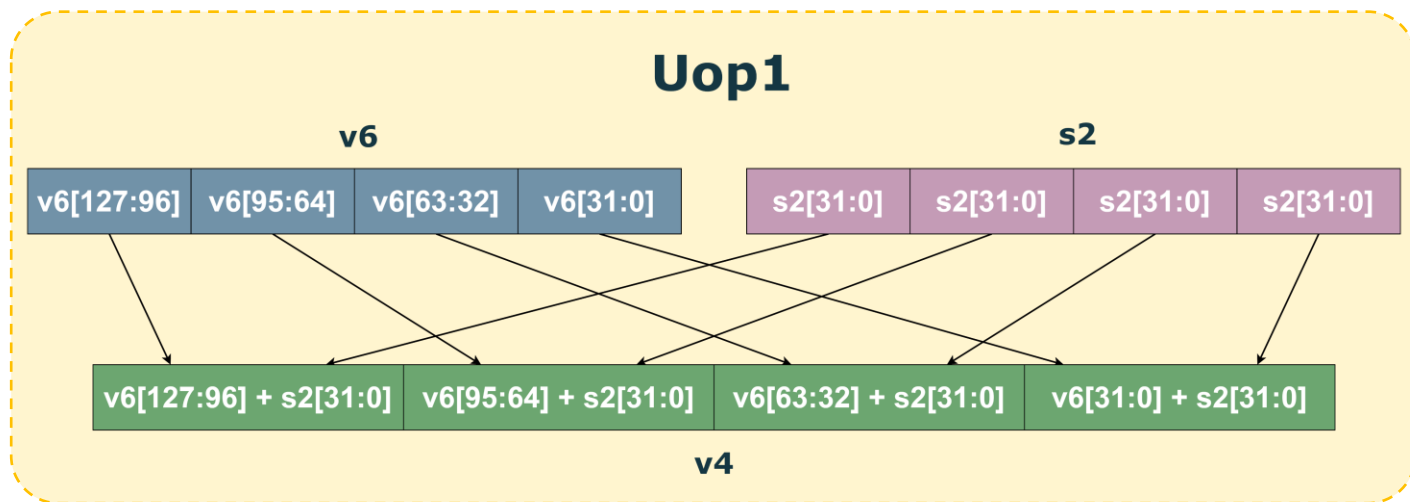 Uop1
v6 s2
v6[127:96] v6[95:64] v6[63:32] v6[31:0] s2[31:0] s2[31:0] s2[31:0] s2[31:0]
v6[127:96] + s2[31:0] v6[95:64] + s2[31:0] v6[63:32] + s2[31:0] v6[31:0] + s2[31:0]
v4